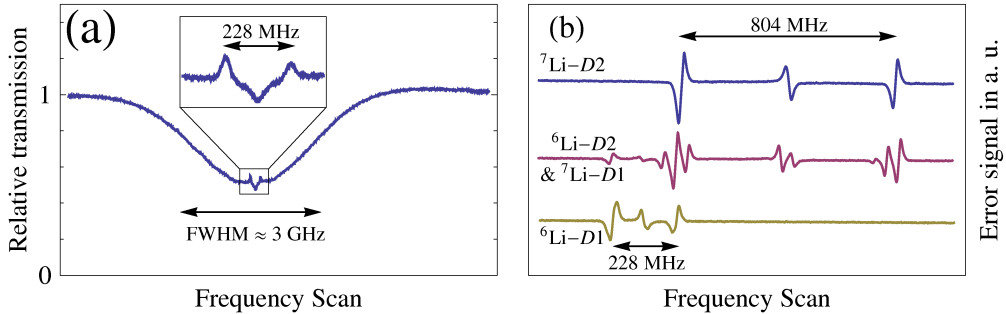 (a)
228 MHz
Relative transmission
1
0
FWHM ≈ 3 GHz
Frequency Scan
(b)
804 MHz
⁷Li–D2
⁶Li–D2
& ⁷Li–D1
⁶Li–D1
228 MHz
Frequency Scan
Error signal in a. u.